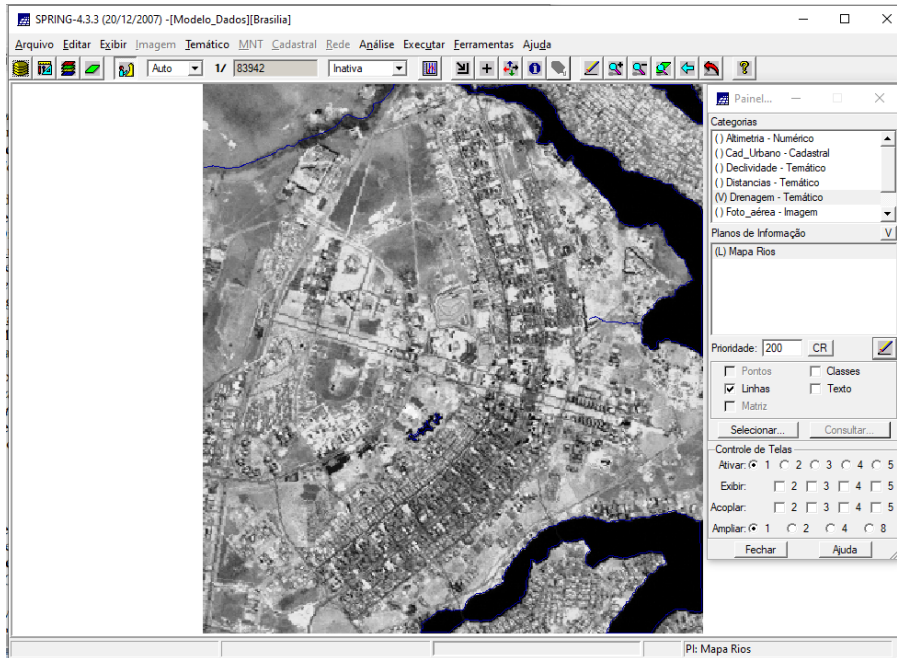 SPRING-4.3.3 (20/12/2007) -[Modelo_Dados][Brasilia]
Arquivo Editar Exibir Imagem Temático MNT Cadastral Rede Análise Executar Ferramentas Ajuda
Auto 1/ 83942 Inativa
Painel...
Categorias
( ) Altimetria - Numérico
( ) Cad_Urbano - Cadastral
( ) Declividade - Temático
( ) Distancias - Temático
(V) Drenagem - Temático
( ) Foto_aérea - Imagem
Planos de Informação V
(L) Mapa Rios
Prioridade: 200 CR
Pontos Classes
Linhas Texto
Matriz
Selecionar... Consultar...
Controle de Telas
Ativar: 1 2 3 4 5
Exibir: 2 3 4 5
Acoplar: 2 3 4 5
Ampliar: 1 2 4 8
Fechar Ajuda
PI: Mapa Rios